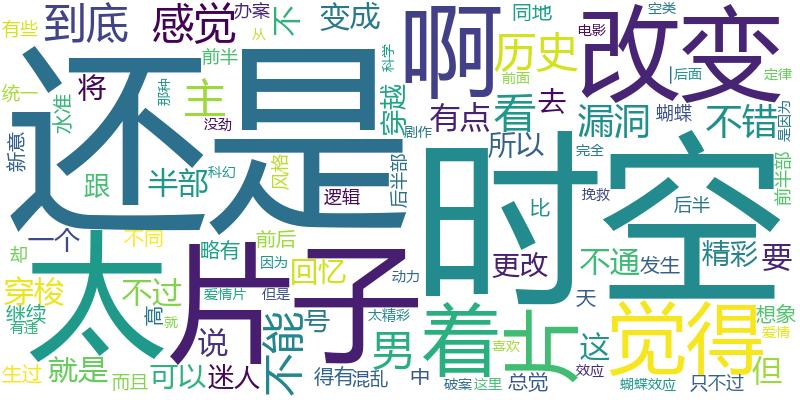 有些
到底
感觉
办案
从
不
变成
啊
同地
电影
空类
改变
前半
科学
历史
前面
后面
定律
统一
水准
将
那种
主
还是
穿越
有点
看
去
漏洞
蝴蝶
不错
是因为
新意
没劲
剧作
所以
跟
半部
科幻
风格
逻辑
后半部
时空
完全
挽救
比
后半
前半部
一个
不同
略有
前后
太
片子
更改
不通
发生
精彩
要
却
因为
回忆
动力
穿梭
不过
爱情片
但是
天
继续
有违
高
就
说
不能
号
太精彩
男
着
喜欢
片
这
觉得
想象
爱情
但
生过
就是
而且
可以
迷人
得有
混乱
中
破案
这里
总觉
效应
蝴蝶效应
只不过